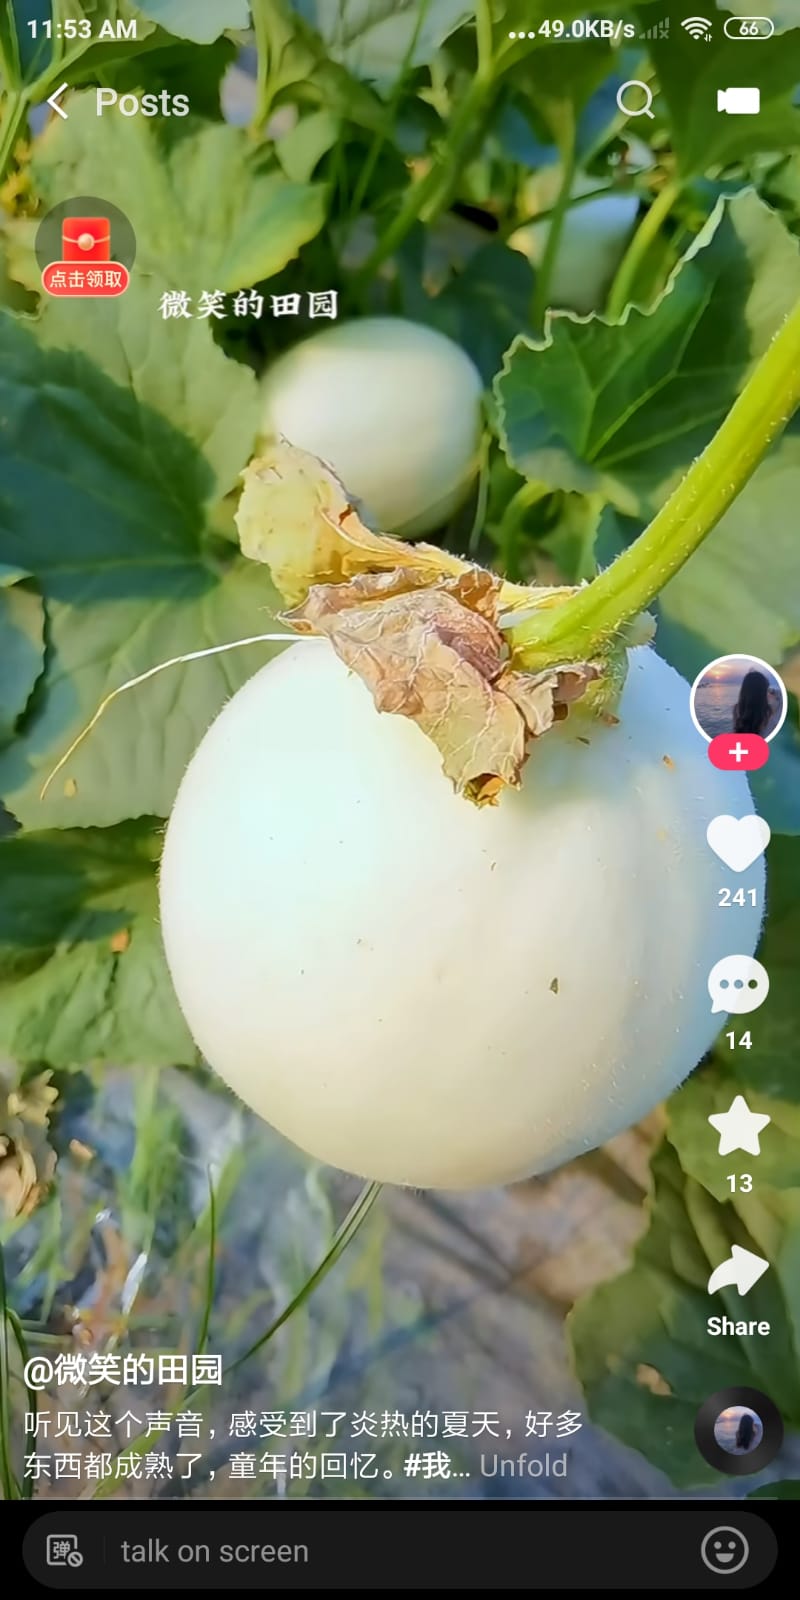 11:53 AM
...49.0KB/s
66
Posts
点击领取
微笑的田园
241
14
13
Share
@微笑的田园
听见这个声音，感受到了炎热的夏天，好多
东西都成熟了，童年的回忆。#我... Unfold
弹
talk on screen